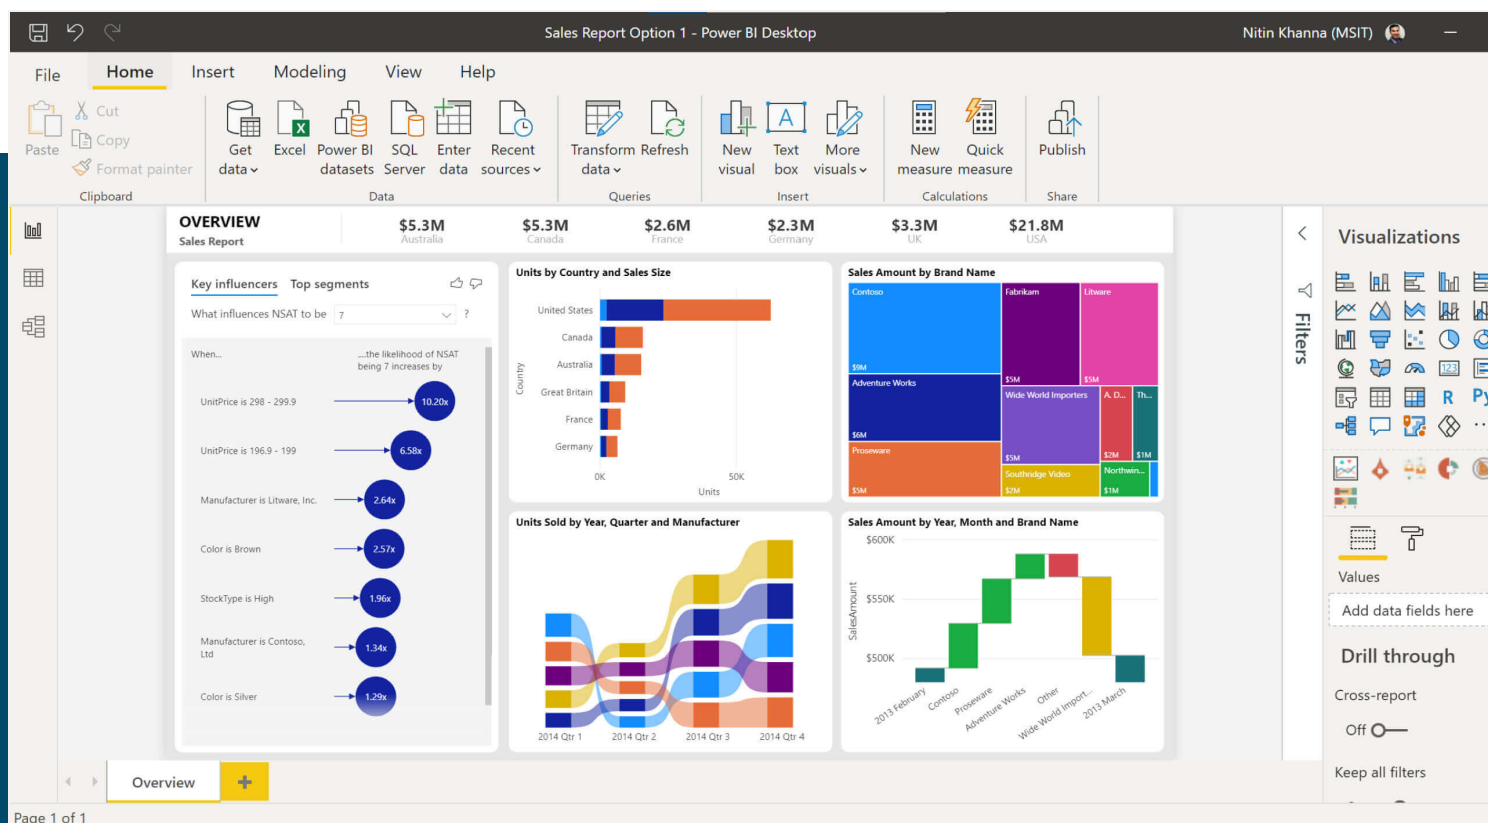 Sales Report Option 1 - Power BI Desktop
Nitin Khanna (MSIT)
File
Home
Insert
Modeling
View
Help
Paste
Cut
Copy
Format painter
Clipboard
Get data
Excel
Power BI datasets
SQL Server
Enter data
Recent sources
Data
Transform data
Refresh
Queries
New visual
Text box
More visuals
Insert
New measure
Quick measure
Calculations
Publish
Share
OVERVIEW
Sales Report
$5.3M
Australia
$5.3M
Canada
$2.6M
France
$2.3M
Germany
$3.3M
UK
$21.8M
USA
Key influencers
Top segments
What influences NSAT to be
7
?
When...
....the likelihood of NSAT
being 7 increases by
UnitPrice is 298 - 299.9
10.20x
UnitPrice is 196.9 - 199
6.58x
Manufacturer is Litware, Inc.
2.64x
Color is Brown
2.57x
StockType is High
1.96x
Manufacturer is Contoso,
Ltd
1.34x
Color is Silver
1.29x
Units by Country and Sales Size
Country
United States
Canada
Australia
Great Britain
France
Germany
0K
50K
Units
Sales Amount by Brand Name
Contoso
$9M
Adventure Works
$6M
Proseware
$5M
Fabrikam
$5M
Litware
$5M
Wide World Importers
$5M
A. D...
$2M
Th...
$1M
Southridge Video
$2M
Northwin...
$1M
Units Sold by Year, Quarter and Manufacturer
2014 Qtr 1
2014 Qtr 2
2014 Qtr 3
2014 Qtr 4
Sales Amount by Year, Month and Brand Name
SalesAmount
$600K
$550K
$500K
2013 February
Contoso
Proseware
Adventure Works
Other
Wide World Import...
2013 March
Filters
Visualizations
123
R
Py
Values
Add data fields here
Drill through
Cross-report
Off
Keep all filters
Overview
+
Page 1 of 1